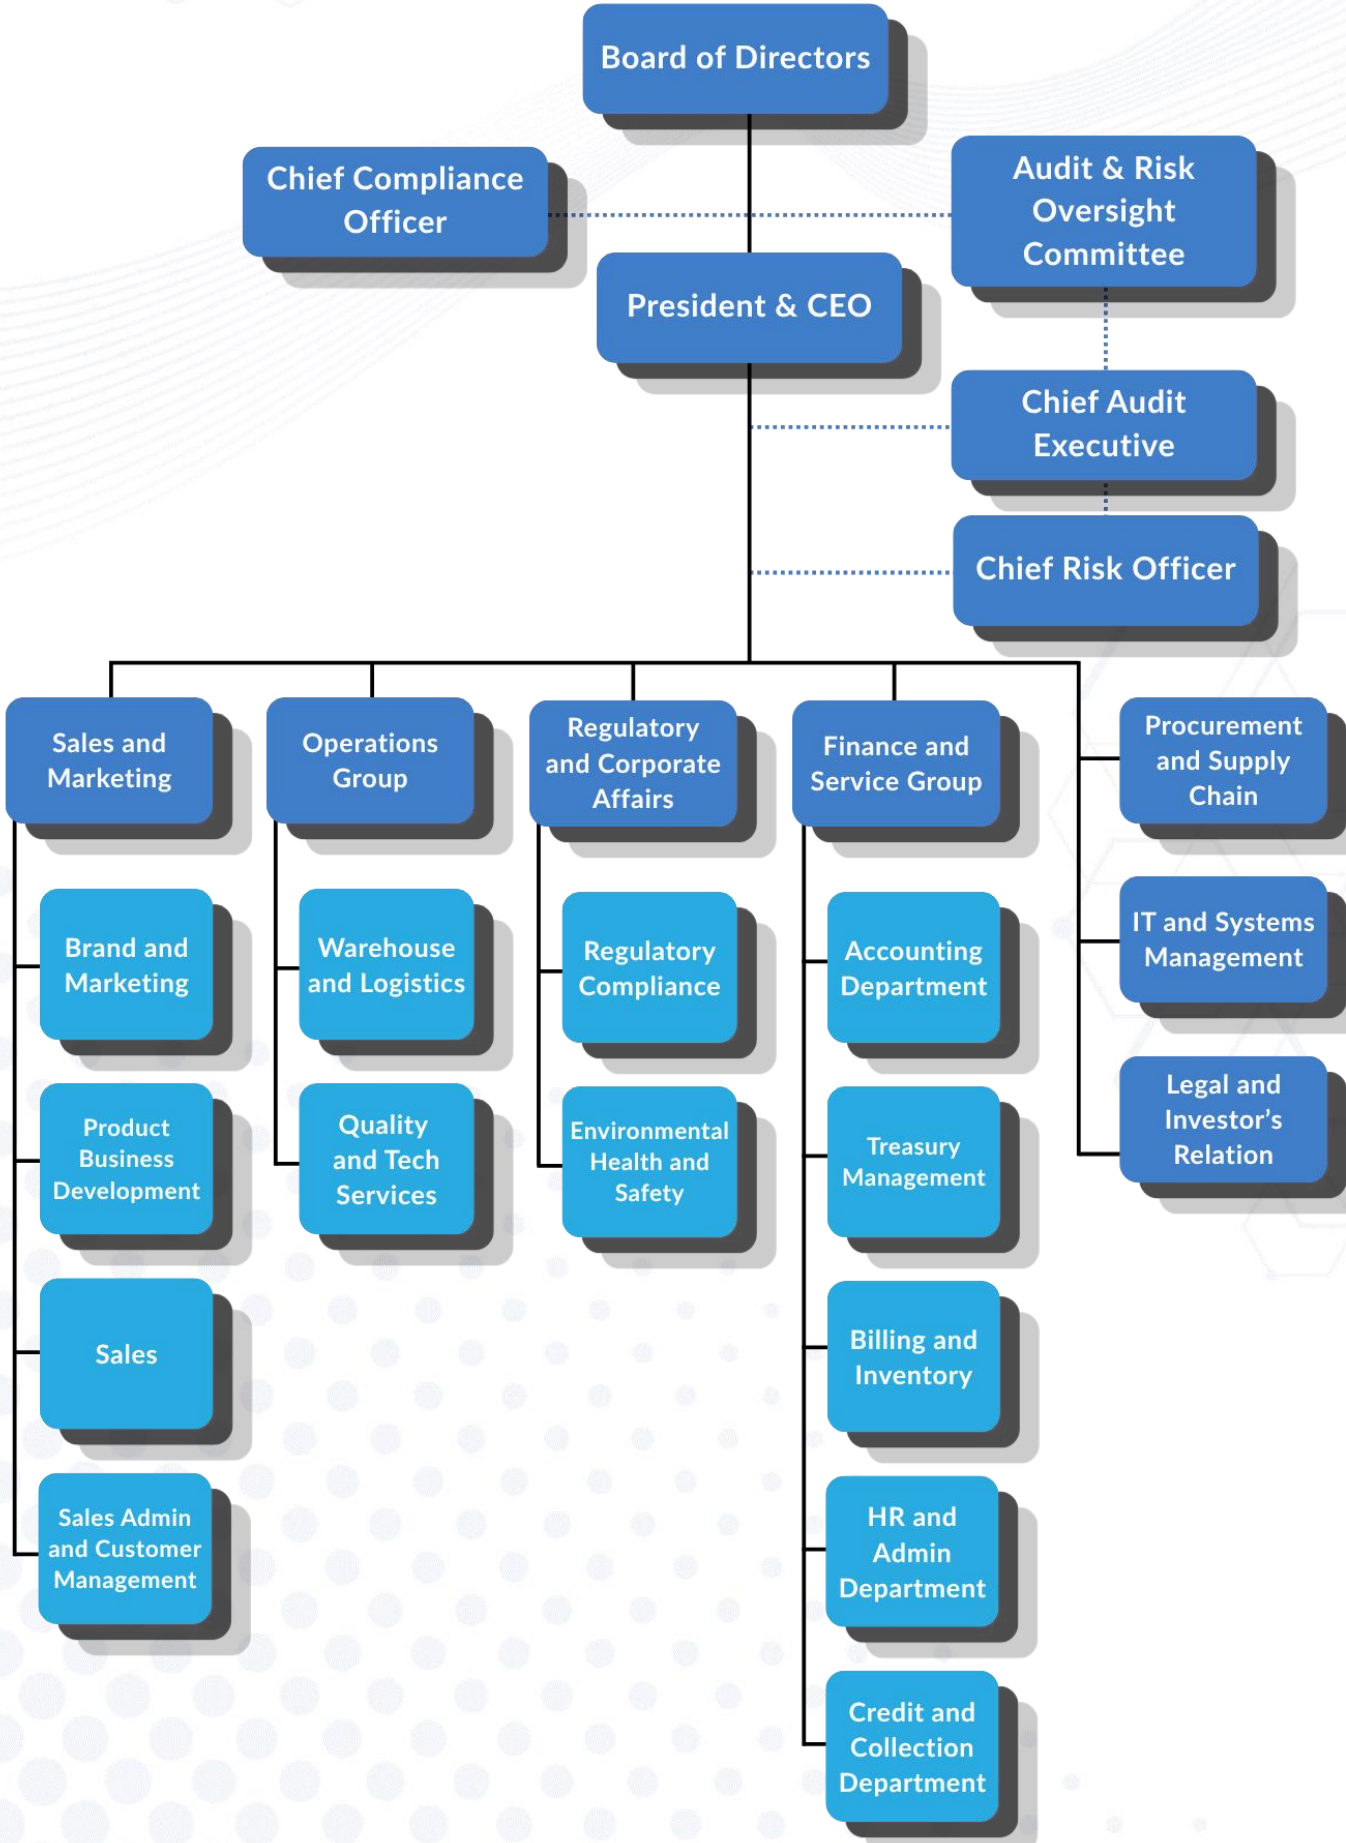 Board of Directors
Chief Compliance
Officer
Audit & Risk
Oversight
Committee
President & CEO
Chief Audit
Executive
Chief Risk Officer
Sales and
Marketing
Brand and
Marketing
Product
Business
Development
Sales
Sales Admin
and Customer
Management
Operations
Group
Warehouse
and Logistics
Quality
and Tech
Services
Regulatory
and Corporate
Affairs
Regulatory
Compliance
Environmental
Health and
Safety
Finance and
Service Group
Accounting
Department
Treasury
Management
Billing and
Inventory
HR and
Admin
Department
Credit and
Collection
Department
Procurement
and Supply
Chain
IT and Systems
Management
Legal and
Investor’s
Relation